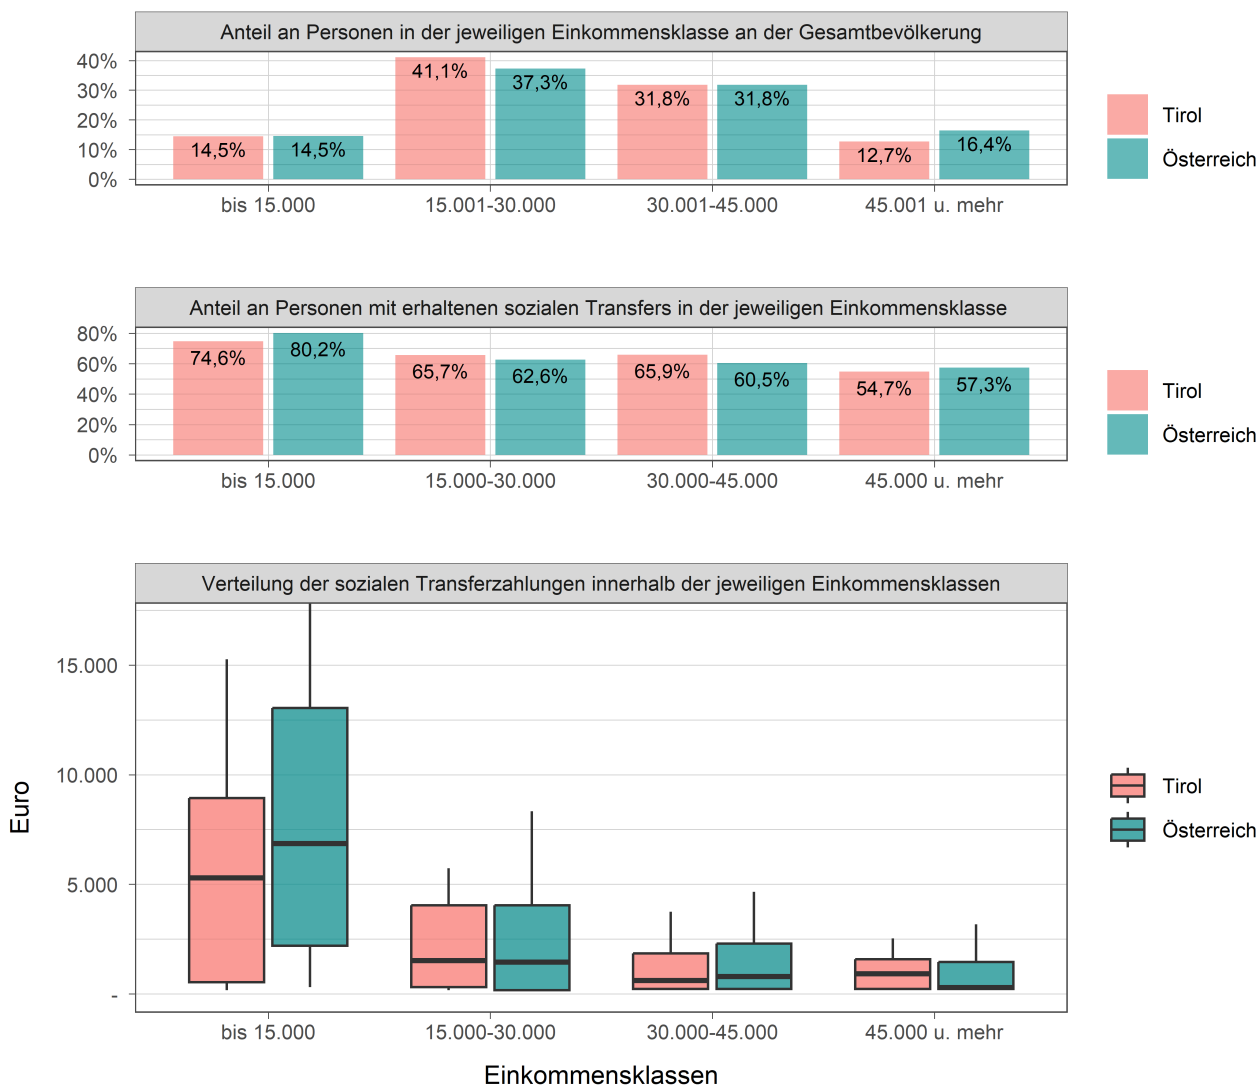 Anteil an Personen in der jeweiligen Einkommensklasse an der Gesamtbevölkerung
40%
30%
20%
10%
0%
41,1%
37,3%
31,8%
31,8%
14,5%
14,5%
12,7%
16,4%
bis 15.000
15.001-30.000
30.001-45.000
45.001 u. mehr
Tirol
Österreich
Anteil an Personen mit erhaltenen sozialen Transfers in der jeweiligen Einkommensklasse
80%
60%
40%
20%
0%
74,6%
80,2%
65,7%
62,6%
65,9%
60,5%
54,7%
57,3%
bis 15.000
15.000-30.000
30.000-45.000
45.000 u. mehr
Tirol
Österreich
Verteilung der sozialen Transferzahlungen innerhalb der jeweiligen Einkommensklassen
Euro
15.000
10.000
5.000
-
bis 15.000
15.000-30.000
30.000-45.000
45.000 u. mehr
Einkommensklassen
Tirol
Österreich